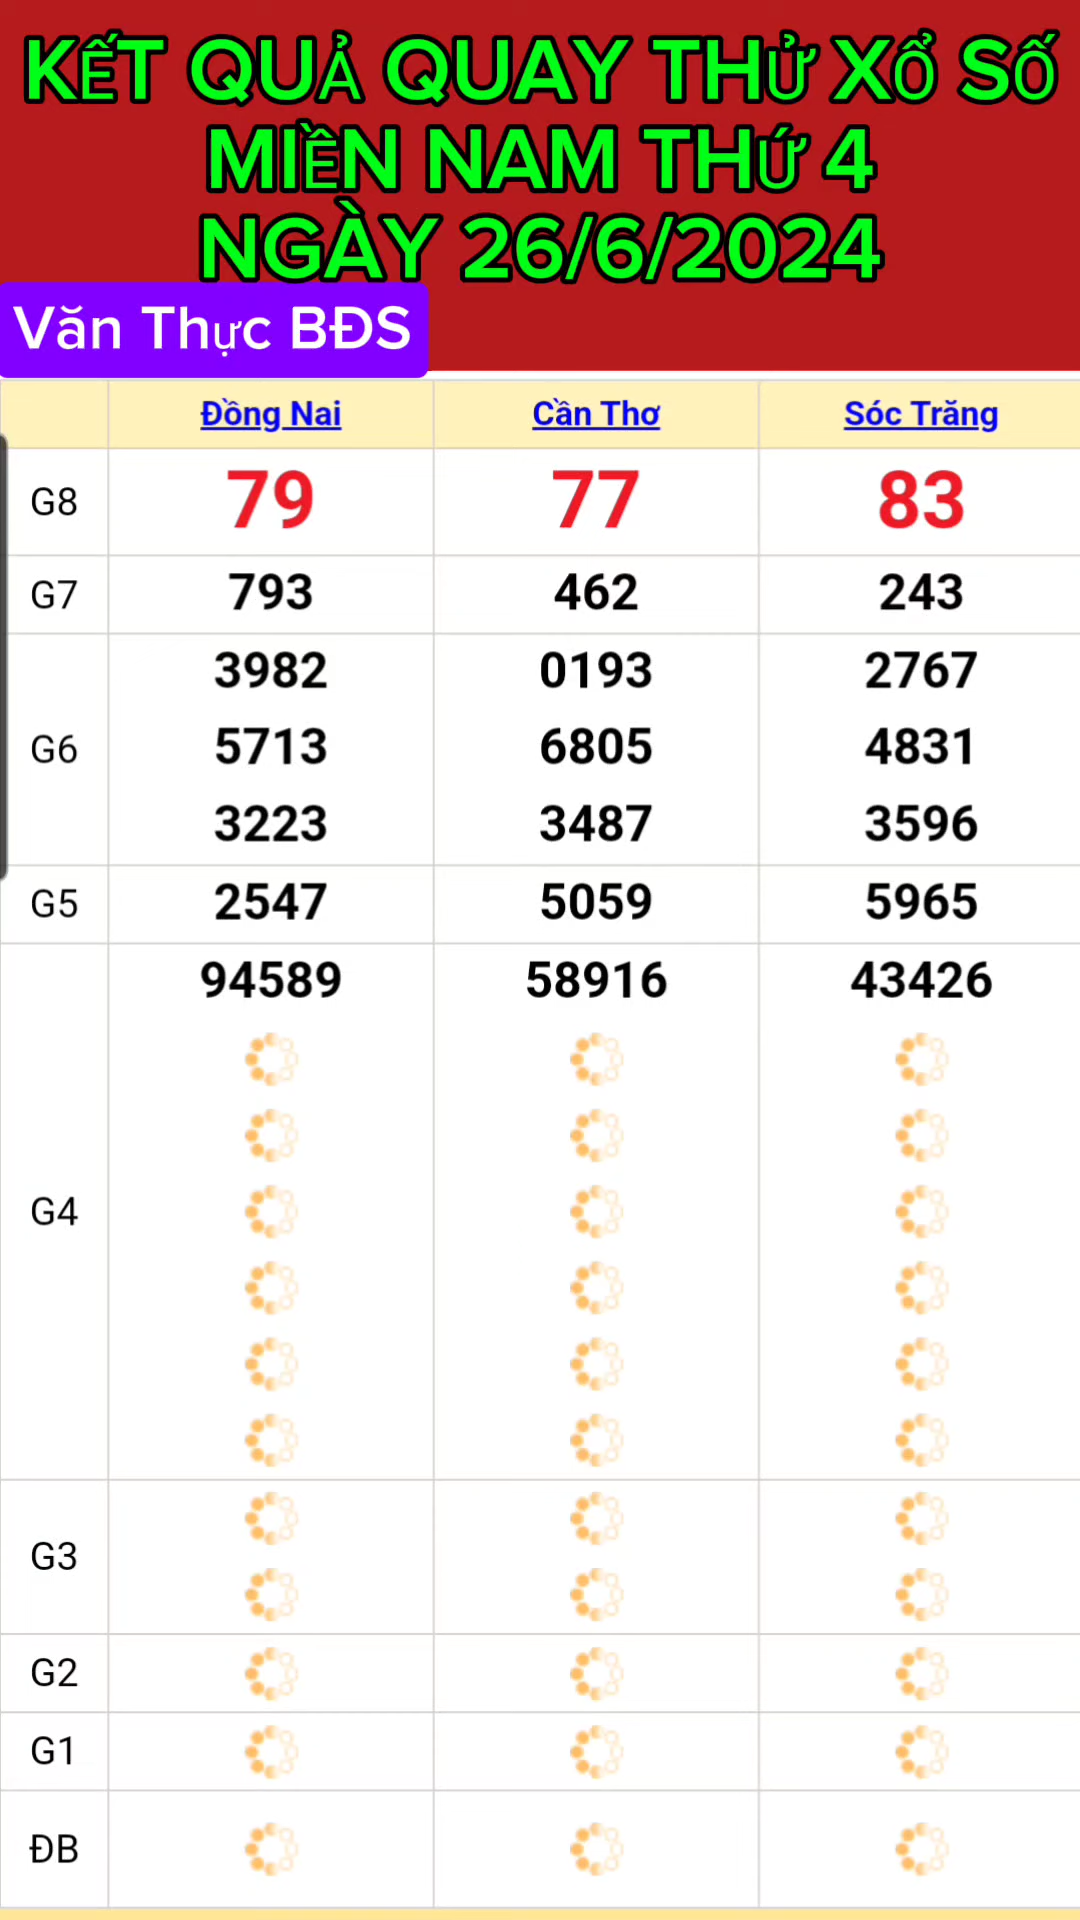 KẾT QUẢ QUAY THỬ XỔ SỐ
MIỀN NAM THỨ 4
NGÀY 26/6/2024
Văn Thực BĐS
Đồng Nai Cần Thơ Sóc Trăng
G8 79 77 83
G7 793 462 243
3982 0193 2767
G6 5713 6805 4831
3223 3487 3596
G5 2547 5059 5965
94589 58916 43426
G4
G3
G2
G1
ĐB